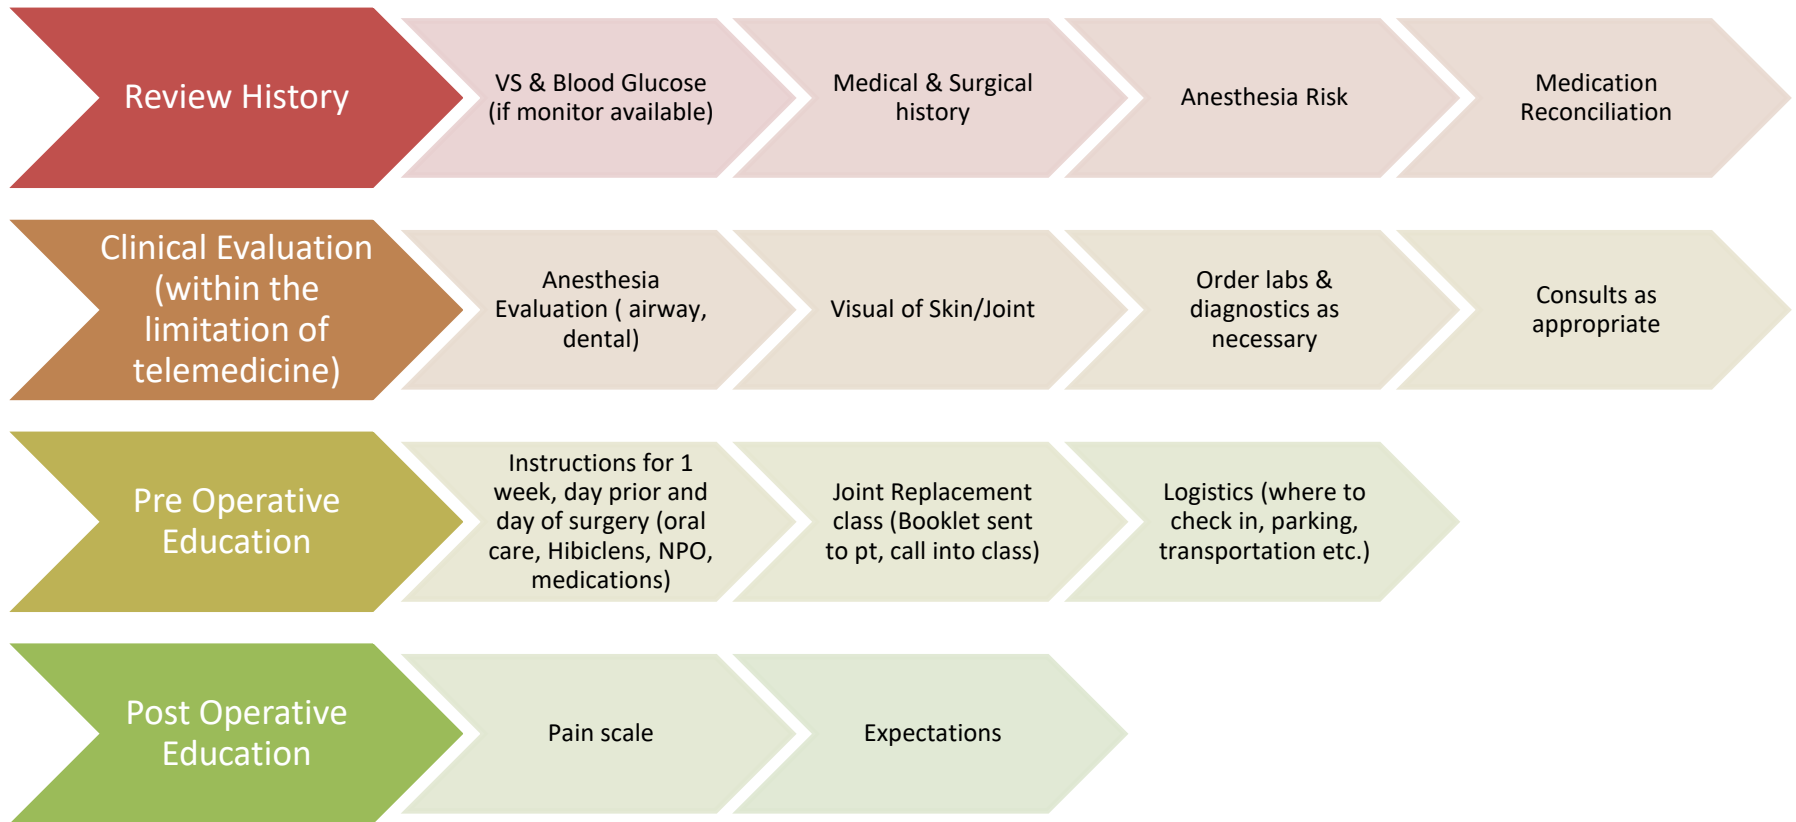 Review History
VS & Blood Glucose
(if monitor available)
Medical & Surgical
history
Anesthesia Risk
Medication
Reconciliation
Clinical Evaluation
(within the
limitation of
telemedicine)
Anesthesia
Evaluation ( airway,
dental)
Visual of Skin/Joint
Order labs &
diagnostics as
necessary
Consults as
appropriate
Pre Operative
Education
Instructions for 1
week, day prior and
day of surgery (oral
care, Hibiclens, NPO,
medications)
Joint Replacement
class (Booklet sent
to pt, call into class)
Logistics (where to
check in, parking,
transportation etc.)
Post Operative
Education
Pain scale
Expectations